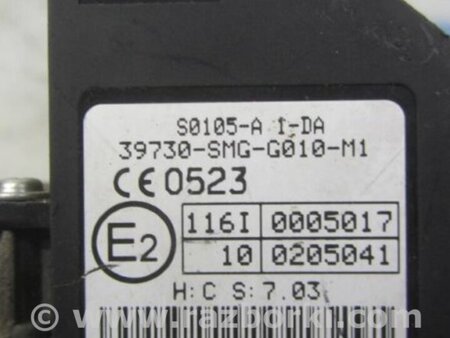 S0105-A I-DA
39730-SMG-G010-M1
CE 0523
E2
116I 0005017
10 0205041
H: C S: 7.03
© www.razborki.com